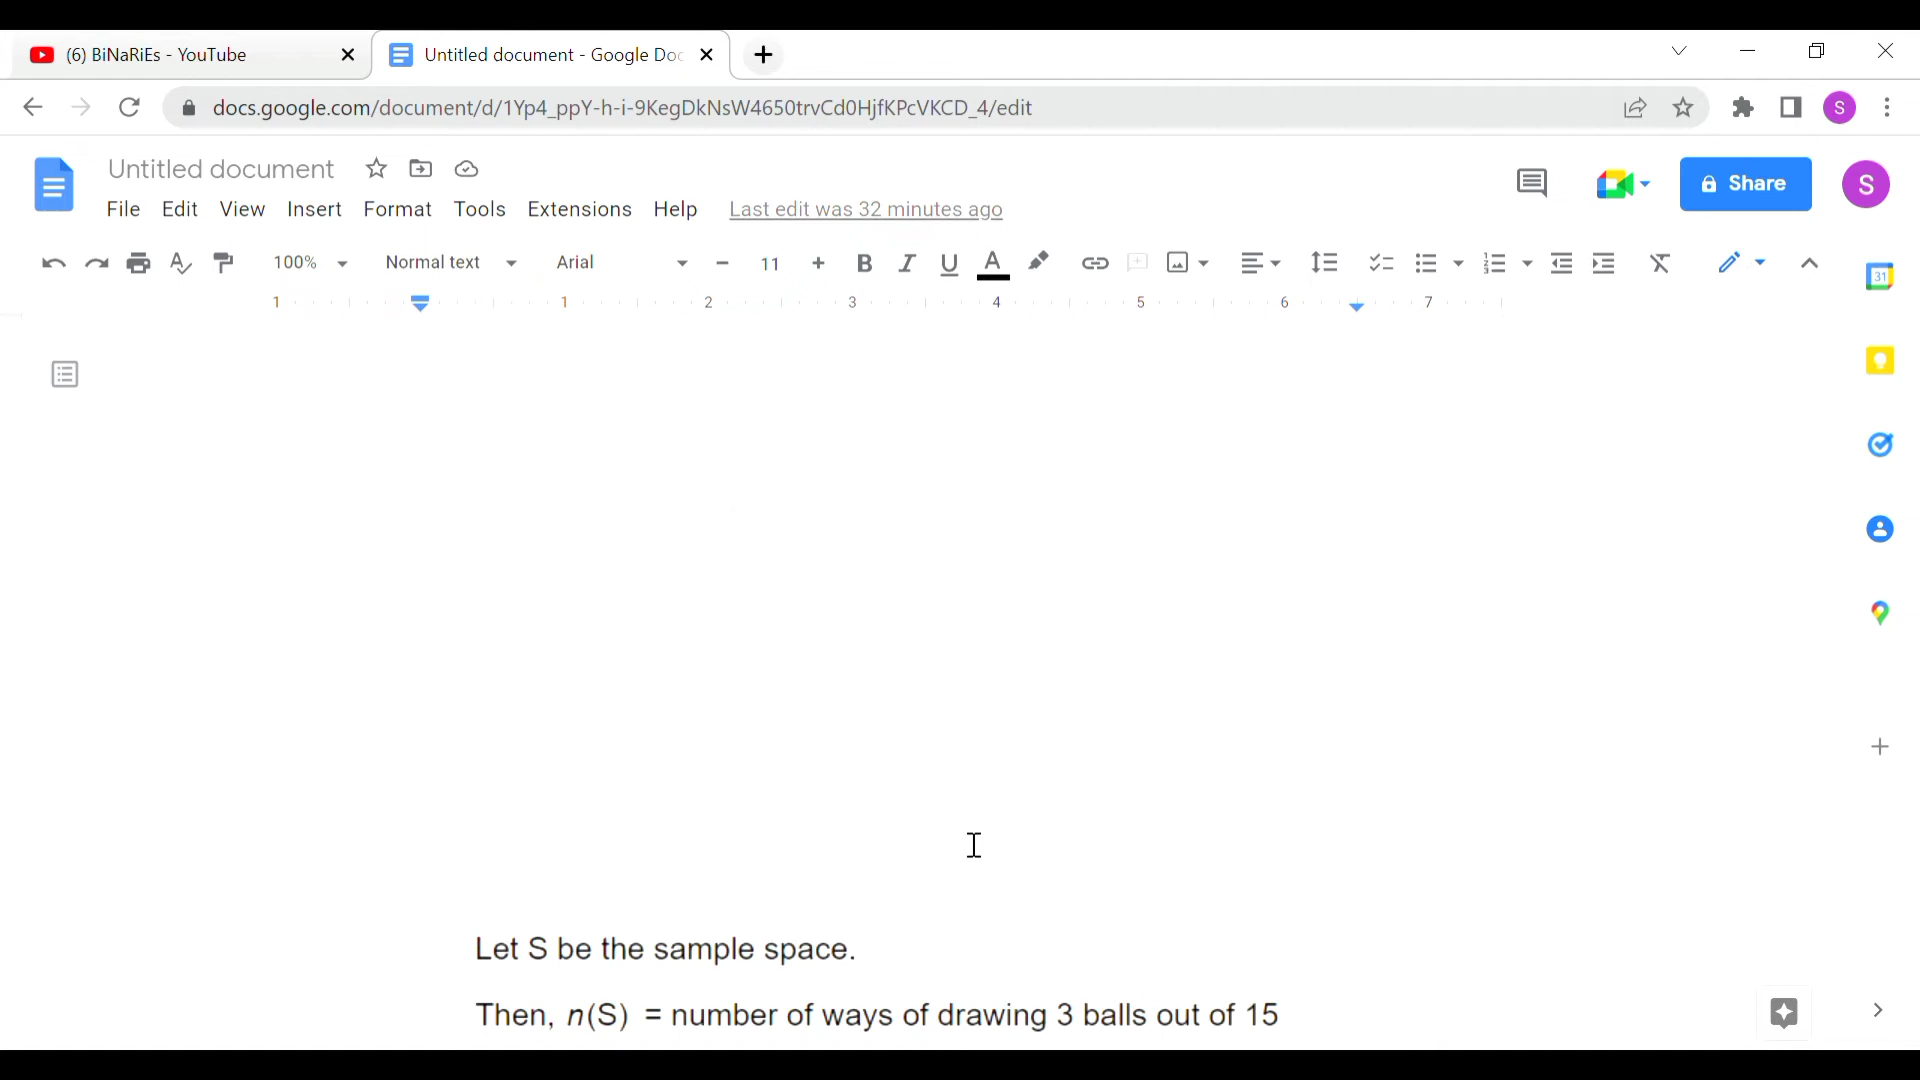 (6) BiNaRiEs - YouTube
Untitled document - Google Doc
docs.google.com/document/d/1Yp4_ppY-h-i-9KegDkNsW4650trvCd0HjfKPcVKCD_4/edit
S
Untitled document
Share
S
File Edit View Insert Format Tools Extensions Help Last edit was 32 minutes ago
100% Normal text Arial 11 B I U A
31
1 1 2 3 4 5 6 7
Let S be the sample space.
Then, n(S) = number of ways of drawing 3 balls out of 15